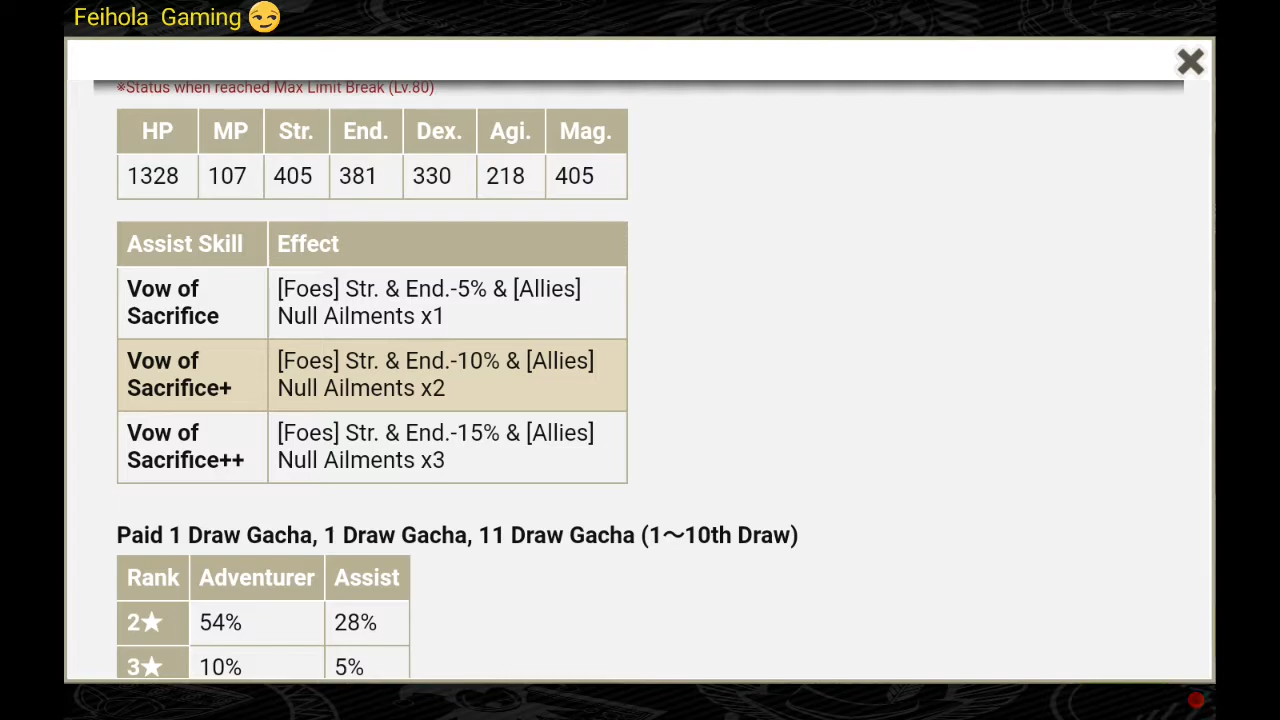 Feihola Gaming
※Status when reached Max Limit Break (Lv.80)
HP MP Str. End. Dex. Agi. Mag.
1328 107 405 381 330 218 405
Assist Skill Effect
Vow of Sacrifice [Foes] Str. & End.-5% & [Allies] Null Ailments x1
Vow of Sacrifice+ [Foes] Str. & End.-10% & [Allies] Null Ailments x2
Vow of Sacrifice++ [Foes] Str. & End.-15% & [Allies] Null Ailments x3
Paid 1 Draw Gacha, 1 Draw Gacha, 11 Draw Gacha (1〜10th Draw)
Rank Adventurer Assist
2★ 54% 28%
3★ 10% 5%